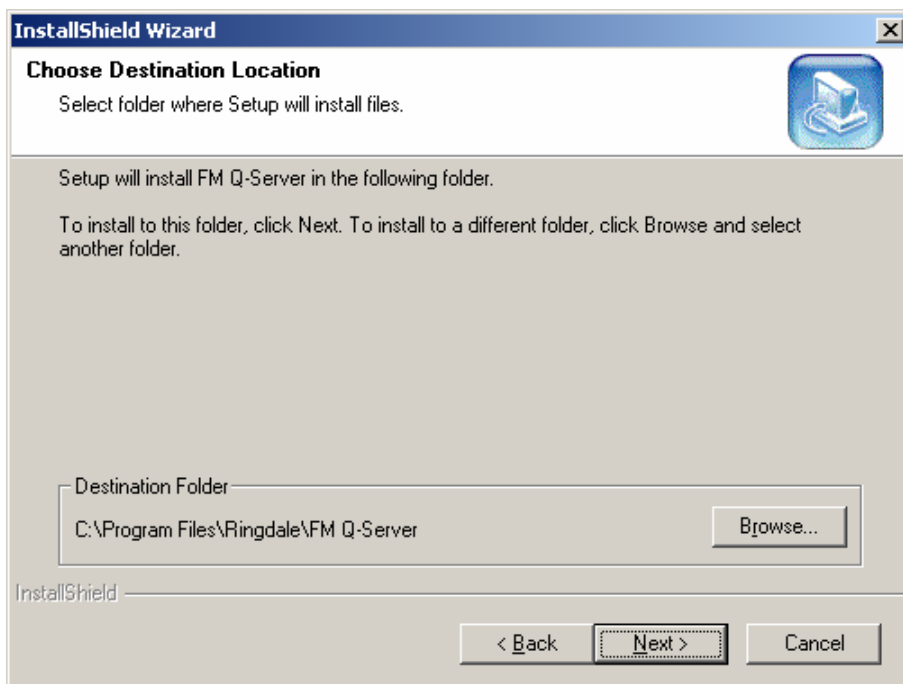 InstallShield Wizard
Choose Destination Location
Select folder where Setup will install files.
Setup will install FM Q-Server in the following folder.
To install to this folder, click Next. To install to a different folder, click Browse and select
another folder.
Destination Folder
C:\Program Files\Ringdale\FM Q-Server
Browse...
InstallShield
< Back
Next >
Cancel